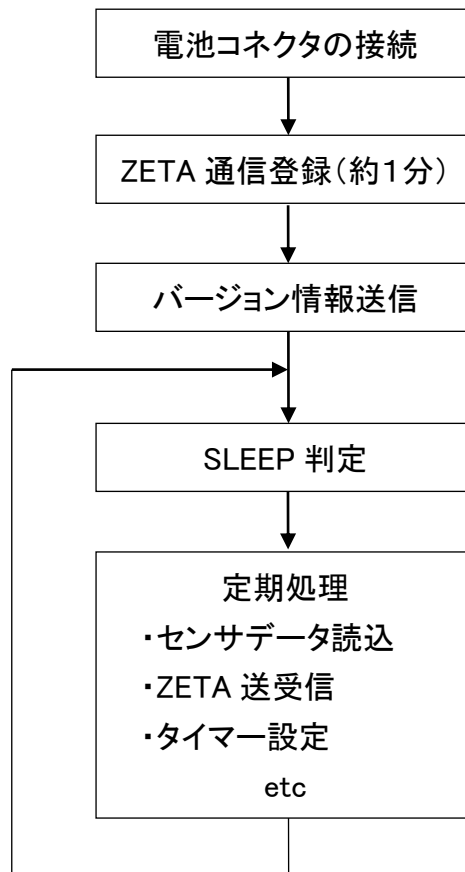 電池コネクタの接続
ZETA 通信登録(約１分)
バージョン情報送信
SLEEP 判定
定期処理
・センサデータ読込
・ZETA 送受信
・タイマー設定
etc